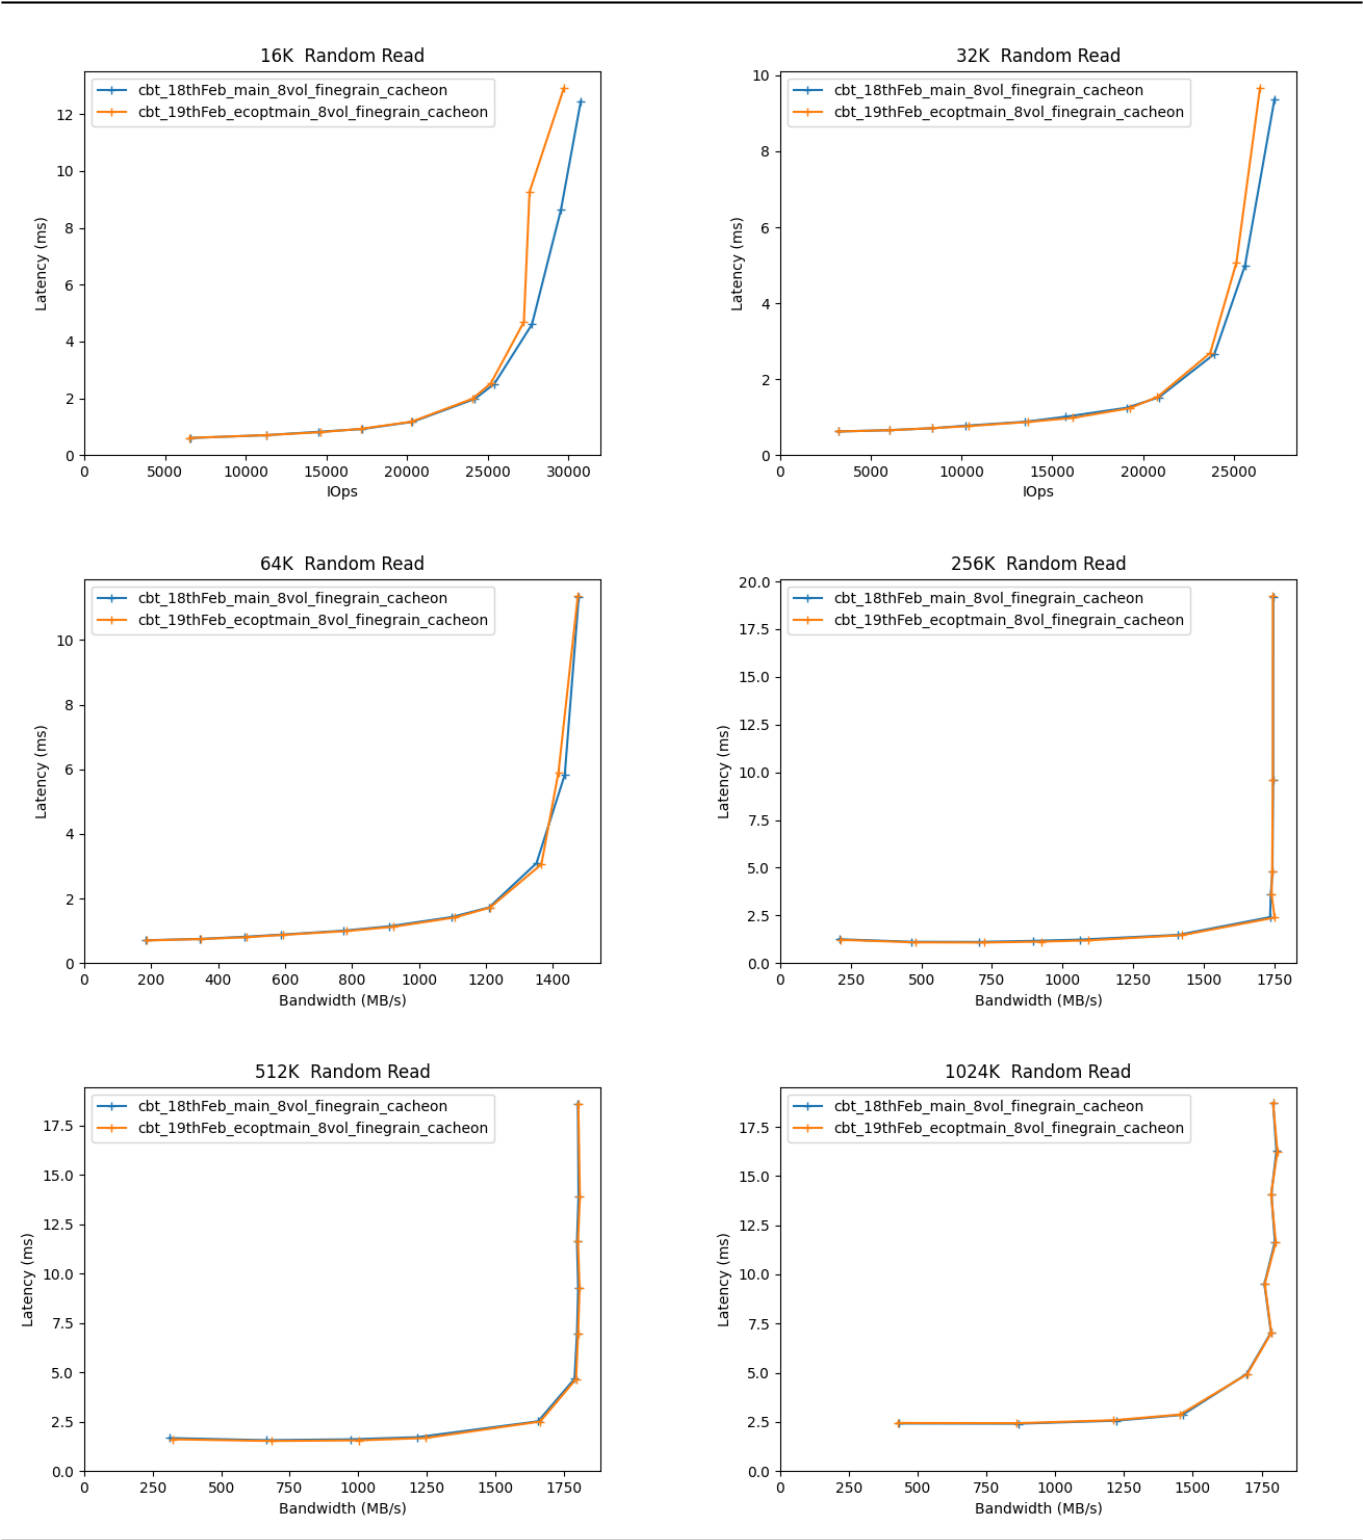 16K  Random Read
cbt_18thFeb_main_8vol_finegrain_cacheon
cbt_19thFeb_ecoptmain_8vol_finegrain_cacheon
12
10
8
6
4
2
0
Latency (ms)
0 5000 10000 15000 20000 25000 30000
IOps
32K  Random Read
cbt_18thFeb_main_8vol_finegrain_cacheon
cbt_19thFeb_ecoptmain_8vol_finegrain_cacheon
10
8
6
4
2
0
Latency (ms)
0 5000 10000 15000 20000 25000
IOps
64K  Random Read
cbt_18thFeb_main_8vol_finegrain_cacheon
cbt_19thFeb_ecoptmain_8vol_finegrain_cacheon
10
8
6
4
2
0
Latency (ms)
0 200 400 600 800 1000 1200 1400
Bandwidth (MB/s)
256K  Random Read
cbt_18thFeb_main_8vol_finegrain_cacheon
cbt_19thFeb_ecoptmain_8vol_finegrain_cacheon
20.0
17.5
15.0
12.5
10.0
7.5
5.0
2.5
0.0
Latency (ms)
0 250 500 750 1000 1250 1500 1750
Bandwidth (MB/s)
512K  Random Read
cbt_18thFeb_main_8vol_finegrain_cacheon
cbt_19thFeb_ecoptmain_8vol_finegrain_cacheon
17.5
15.0
12.5
10.0
7.5
5.0
2.5
0.0
Latency (ms)
0 250 500 750 1000 1250 1500 1750
Bandwidth (MB/s)
1024K  Random Read
cbt_18thFeb_main_8vol_finegrain_cacheon
cbt_19thFeb_ecoptmain_8vol_finegrain_cacheon
17.5
15.0
12.5
10.0
7.5
5.0
2.5
0.0
Latency (ms)
0 250 500 750 1000 1250 1500 1750
Bandwidth (MB/s)